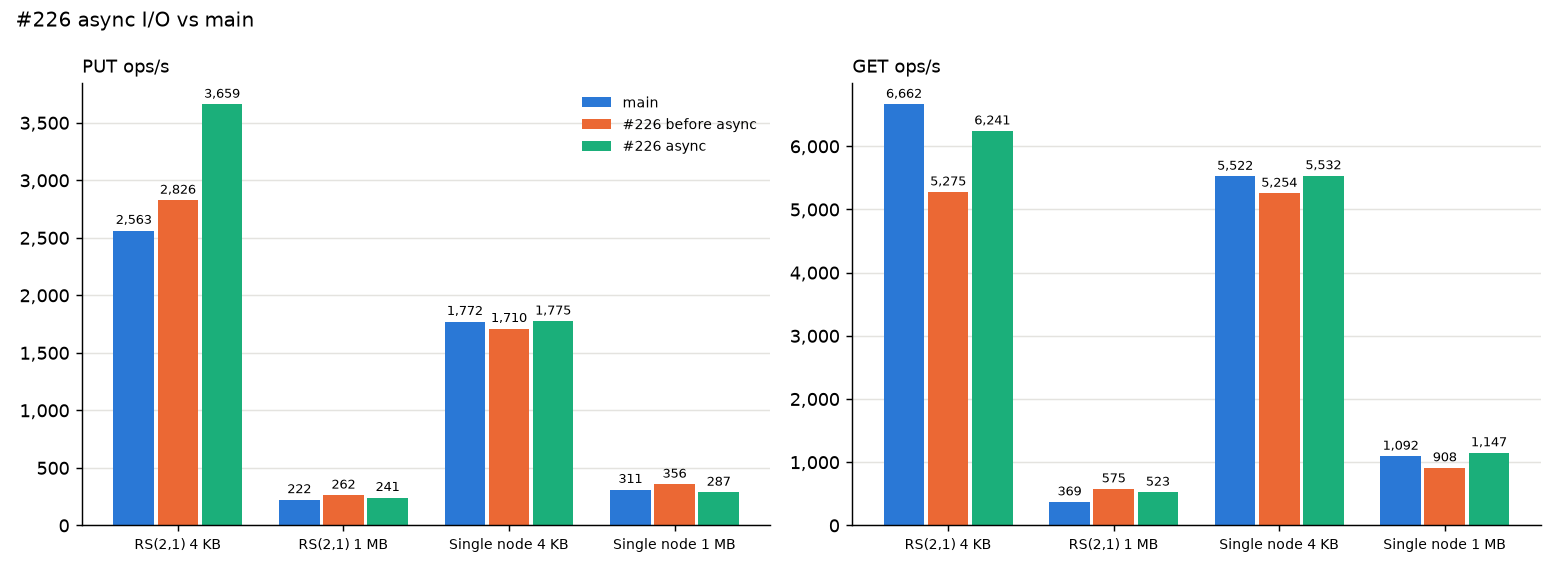 #226 async I/O vs main
PUT ops/s
3,500
3,000
2,500
2,000
1,500
1,000
500
0
2,563
2,826
3,659
222
262
241
1,772
1,710
1,775
311
356
287
main
#226 before async
#226 async
RS(2,1) 4 KB
RS(2,1) 1 MB
Single node 4 KB
Single node 1 MB
GET ops/s
6,000
5,000
4,000
3,000
2,000
1,000
0
6,662
5,275
6,241
369
575
523
5,522
5,254
5,532
1,092
908
1,147
RS(2,1) 4 KB
RS(2,1) 1 MB
Single node 4 KB
Single node 1 MB